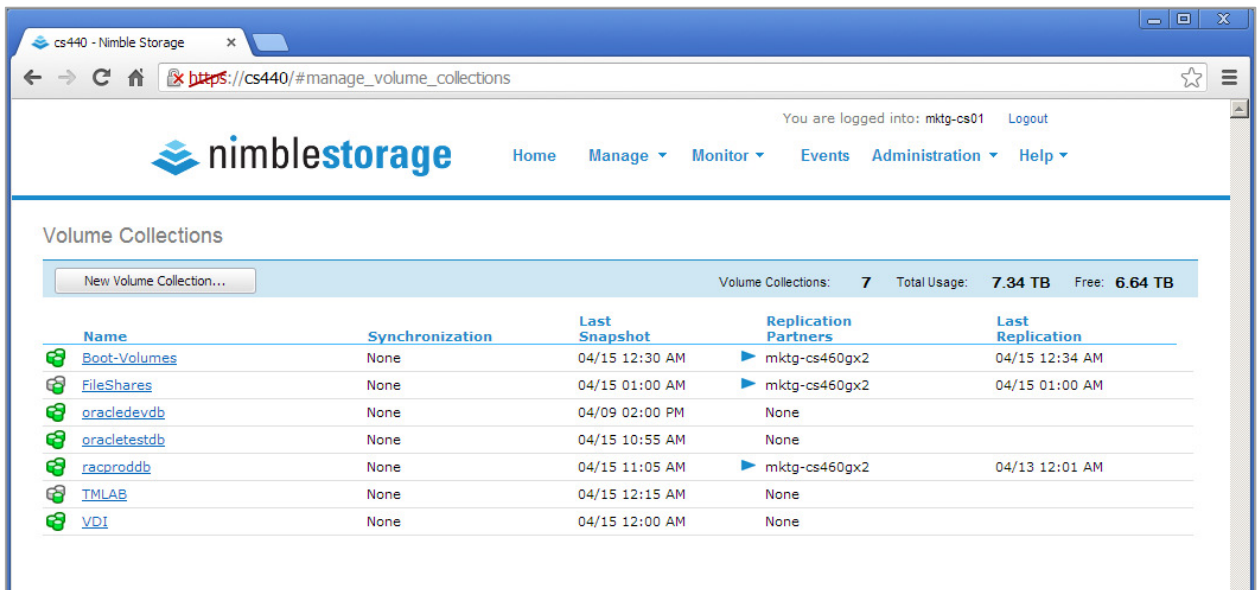 cs440 - Nimble Storage
https://cs440/#manage_volume_collections
You are logged into: mktg-cs01 Logout
nimblestorage Home Manage Monitor Events Administration Help
Volume Collections
New Volume Collection... Volume Collections: 7 Total Usage: 7.34 TB Free: 6.64 TB
Name Synchronization Last Snapshot Replication Partners Last Replication
Boot-Volumes None 04/15 12:30 AM mktg-cs460gx2 04/15 12:34 AM
FileShares None 04/15 01:00 AM mktg-cs460gx2 04/15 01:00 AM
oracledevdb None 04/09 02:00 PM None
oracletestdb None 04/15 10:55 AM None
racproddb None 04/15 11:05 AM mktg-cs460gx2 04/13 12:01 AM
TMLAB None 04/15 12:15 AM None
VDI None 04/15 12:00 AM None